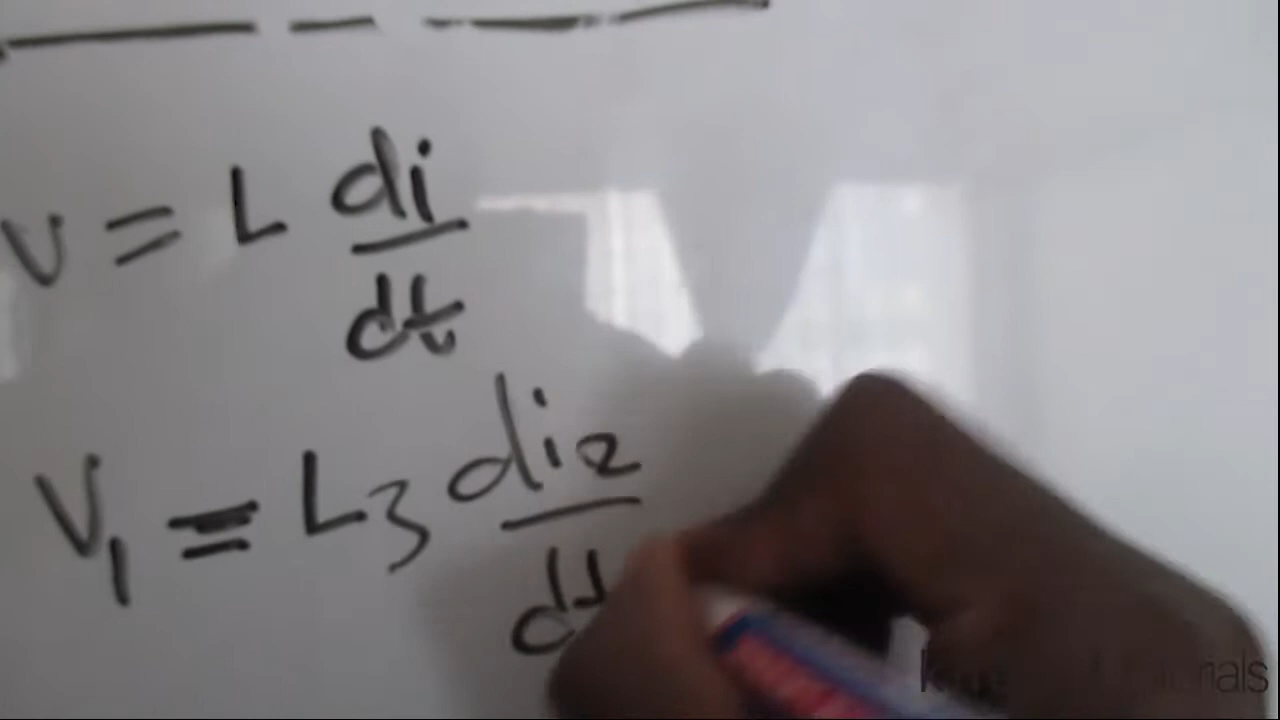 V = L di/dt
V₁ = L₃ di₂/dt